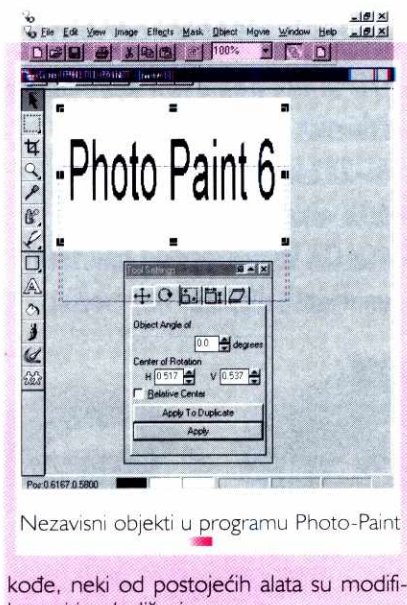 File Edit View Image Effects Mask Object Movie Window Help
100%
Photo Paint 6
Tool Settings
Object Angle of
0.0 degrees
Center of Rotation
H 0.517 V 0.537
Relative Center
Apply To Duplicate
Apply
Pos:0.6167,0.5800
Nezavisni objekti u programu Photo-Paint
kođe, neki od postojećih alata su modifi-